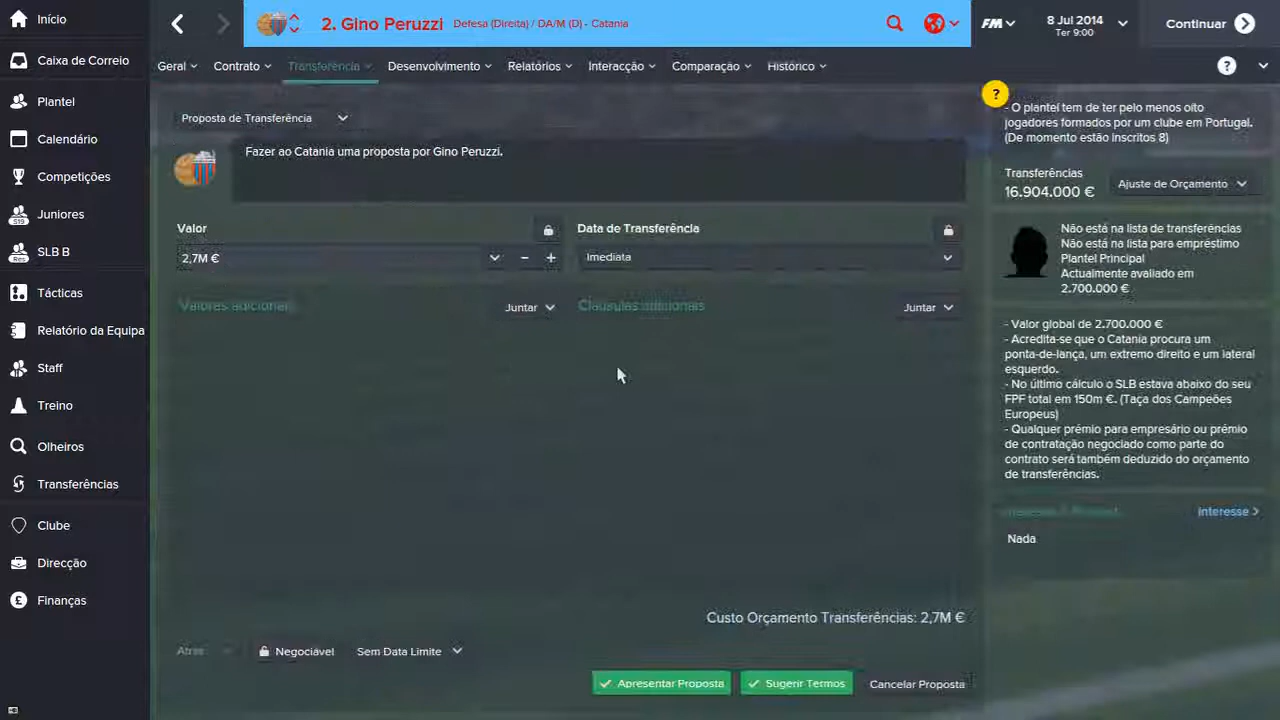 Início
Caixa de Correio
Plantel
Calendário
Competições
Juniores
SLB B
Tácticas
Relatório da Equipa
Staff
Treino
Olheiros
Transferências
Clube
Direcção
Finanças
2. Gino Peruzzi
Defesa (Direita) / DA/M (D) - Catania
FM
8 Jul 2014
Ter 9:00
Continuar
Geral
Contrato
Transferência
Desenvolvimento
Relatórios
Interacção
Comparação
Histórico
?
Proposta de Transferência
Fazer ao Catania uma proposta por Gino Peruzzi.
Valor
2,7M €
Data de Transferência
Imediata
Valores adicionais
Juntar
Cláusulas adicionais
Juntar
Custo Orçamento Transferências: 2,7M €
Atras
Negociável
Sem Data Limite
Apresentar Proposta
Sugerir Termos
Cancelar Proposta
?
- O plantel tem de ter pelo menos oito
jogadores formados por um clube em Portugal.
(De momento estão inscritos 8)
Transferências
16.904.000 €
Ajuste de Orçamento
Não está na lista de transferências
Não está na lista para empréstimo
Plantel Principal
Actualmente avaliado em
2.700.000 €
- Valor global de 2.700.000 €
- Acredita-se que o Catania procura um
ponta-de-lança, um extremo direito e um lateral
esquerdo.
- No último cálculo o SLB estava abaixo do seu
FPF total em 150m €. (Taça dos Campeões
Europeus)
- Qualquer prémio para empresário ou prémio
de contratação negociado como parte do
contrato será também deduzido do orçamento
de transferências.
Interesse >
Nada